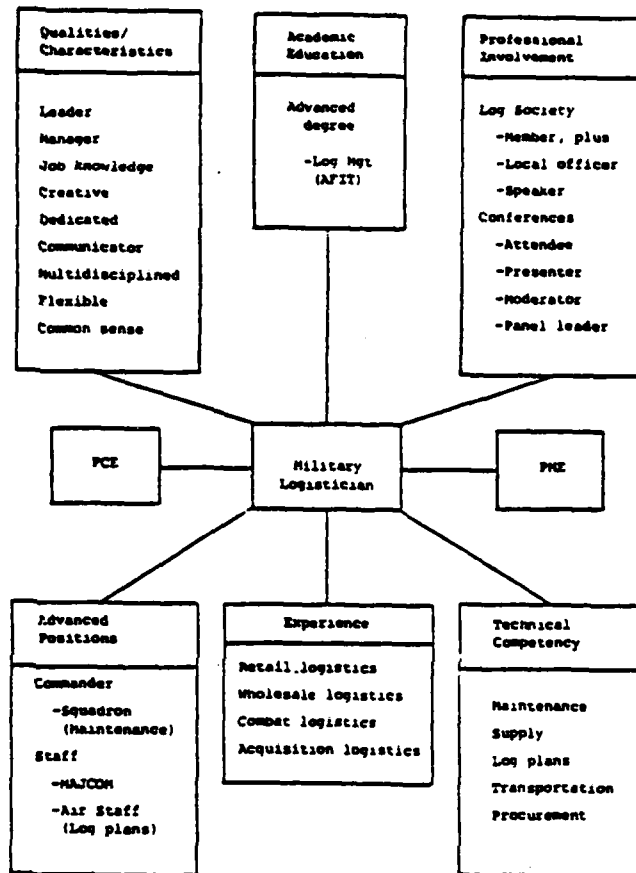 Qualities/
Characteristics
Leader
Manager
Job knowledge
Creative
Dedicated
Communicator
Multidisciplined
Flexible
Common sense
Academic
Education
Advanced
degree
-Log Mgt
(AFIT)
Professional
Involvement
Log Society
-Member, plus
-Local officer
-Speaker
Conferences
-Attendee
-Presenter
-Moderator
-Panel leader
PCE
Military
Logistician
PME
Advanced
Positions
Commander
-Squadron
(Maintenance)
Staff
-MAJCOM
-Air Staff
(Log plans)
Experience
Retail logistics
Wholesale logistics
Combat logistics
Acquisition logistics
Technical
Competency
Maintenance
Supply
Log plans
Transportation
Procurement